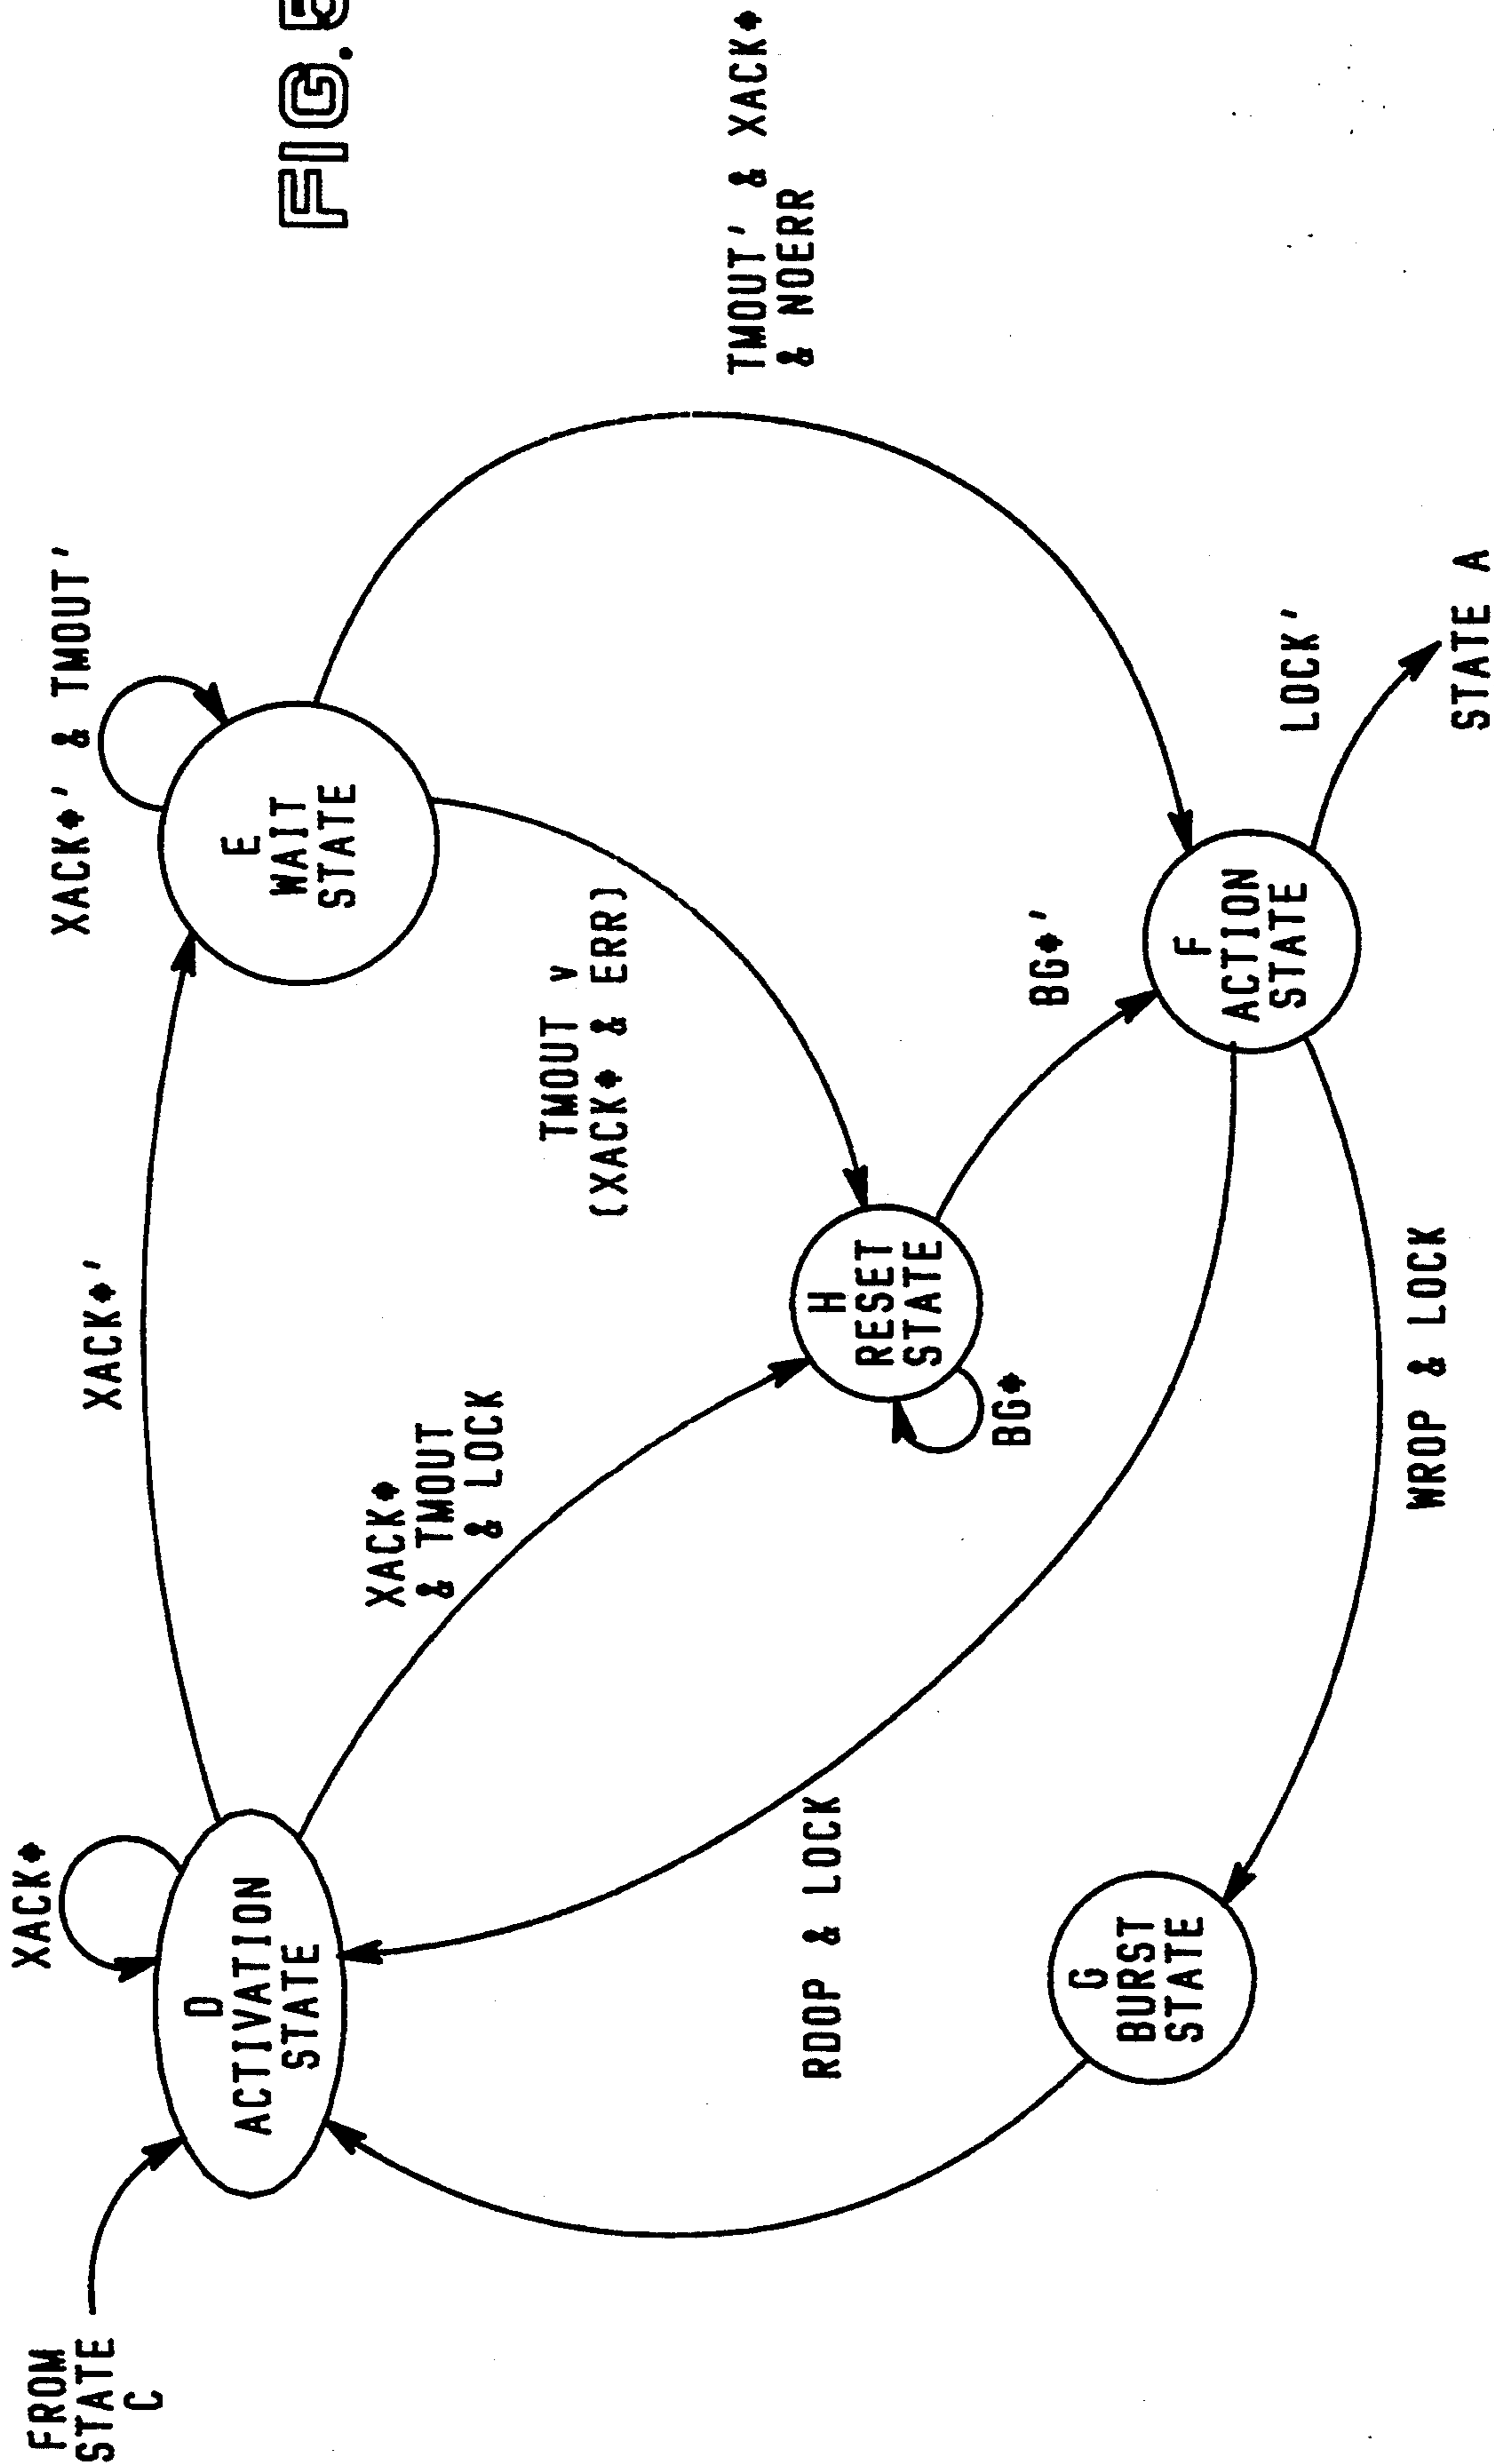 FROM
STATE
C
XACK♦
D
ACTIVATION
STATE
XACK♦'
XACK♦' & TMOUT'
E
WAIT
STATE
FIG.5
XACK♦
& TMOUT
& LOCK
TMOUT V
(XACK♦ & ERR)
TMOUT' & XACK♦
& NOERR
H
RESET
STATE
BG♦
BG♦'
RDOP & LOCK
G
BURST
STATE
F
ACTION
STATE
LOCK'
WROP & LOCK
STATE A